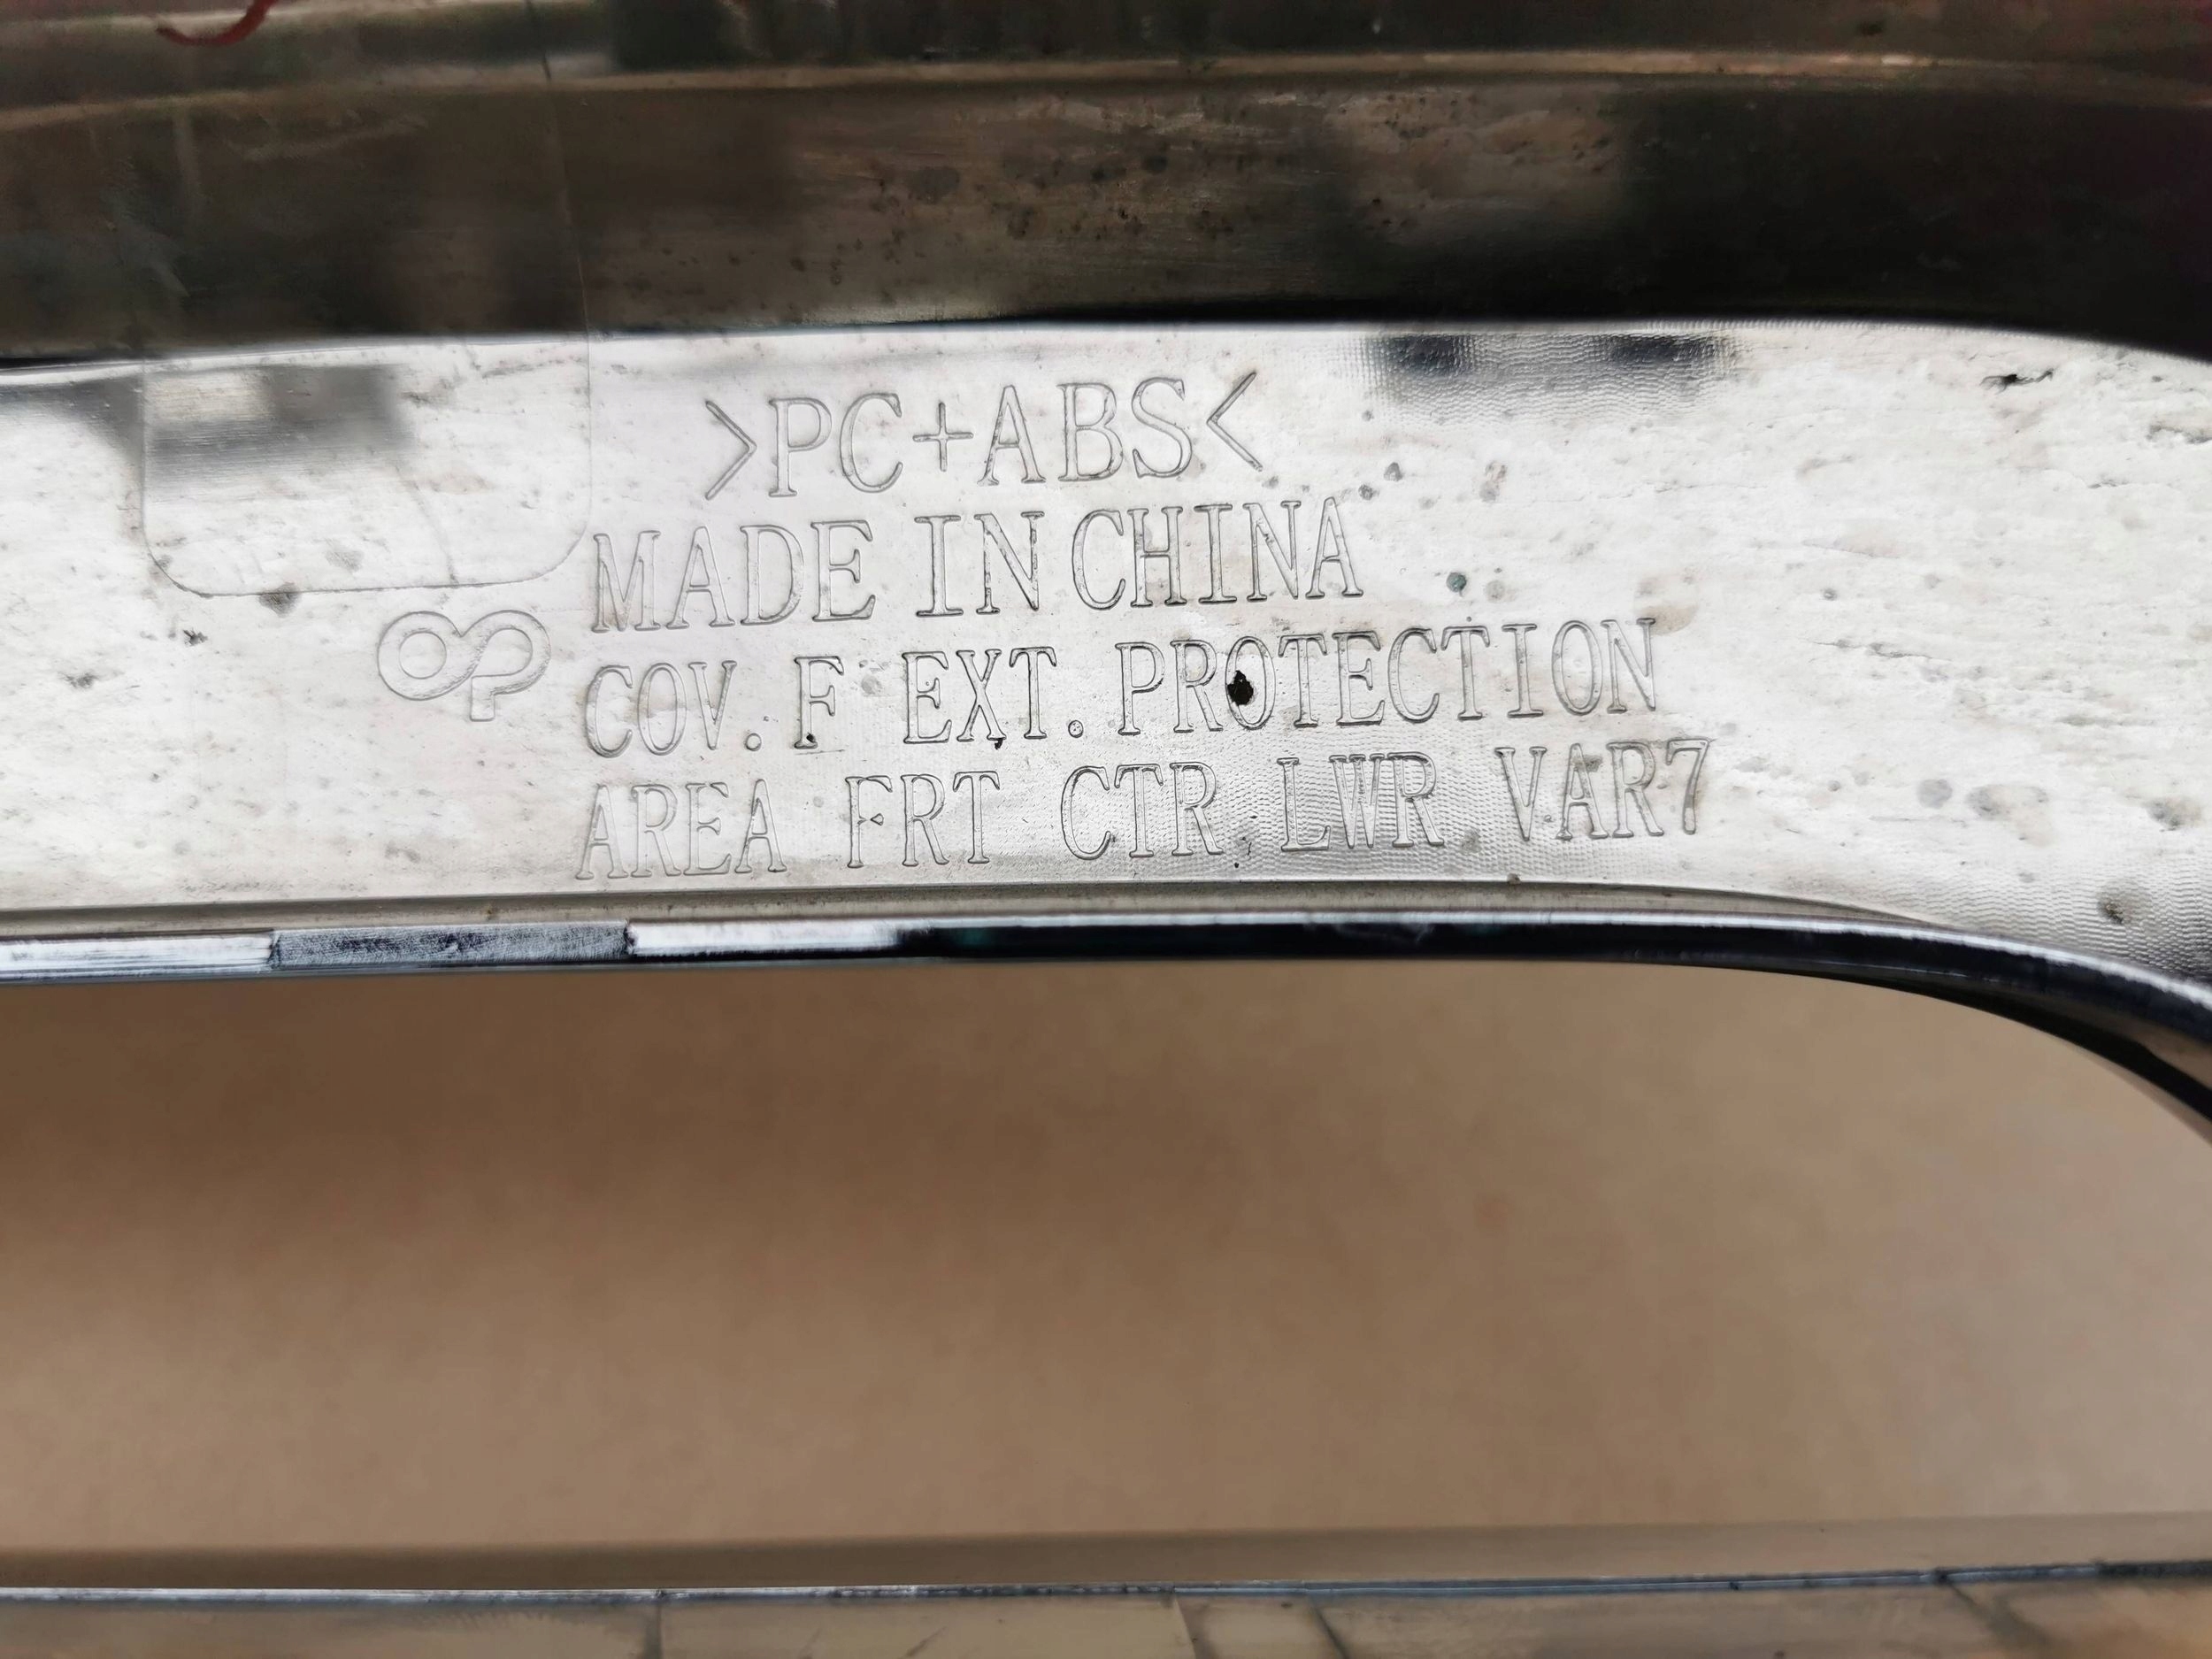 >PC+ABS<
MADE IN CHINA
COV. F EXT. PROTECTION
AREA FRT CTR LWR VAR7